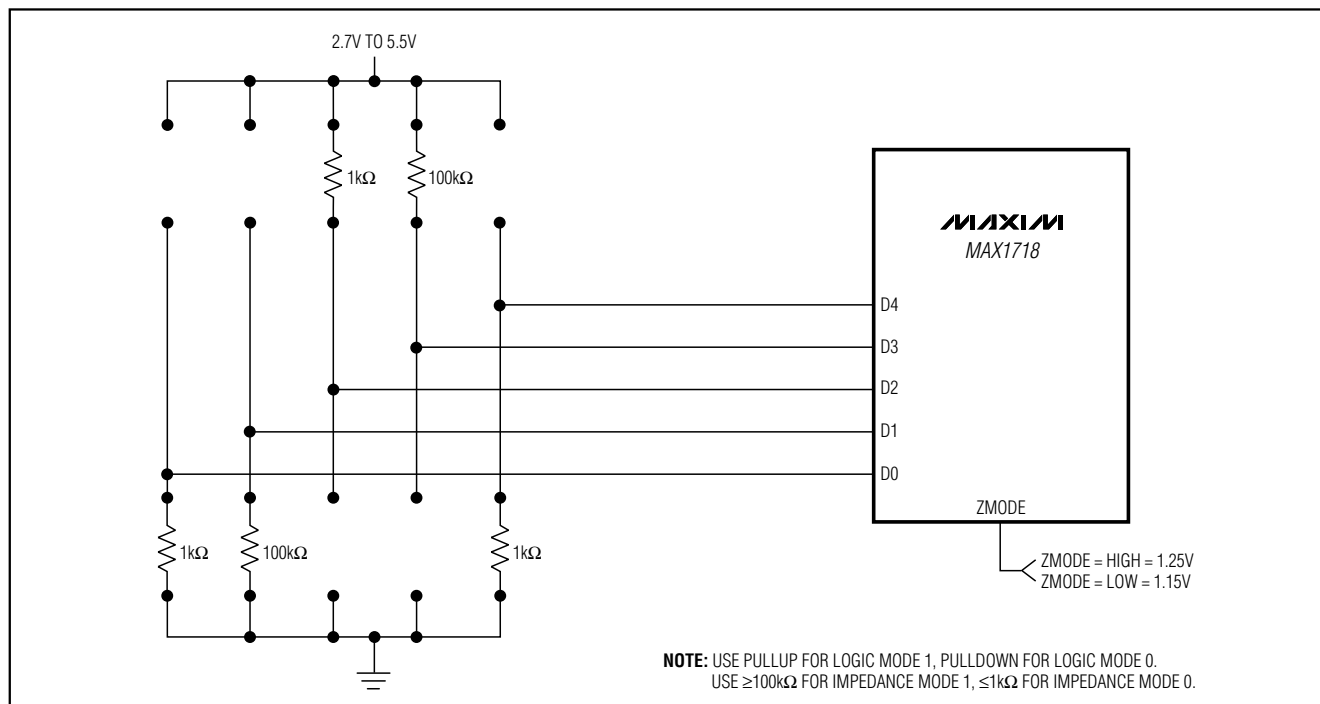 2.7V TO 5.5V
1kΩ
100kΩ
MAXIM
MAX1718
D4
D3
D2
D1
D0
ZMODE
1kΩ
100kΩ
1kΩ
ZMODE = HIGH = 1.25V
ZMODE = LOW = 1.15V
NOTE: USE PULLUP FOR LOGIC MODE 1, PULLDOWN FOR LOGIC MODE 0.
USE ≥100kΩ FOR IMPEDANCE MODE 1, ≤1kΩ FOR IMPEDANCE MODE 0.